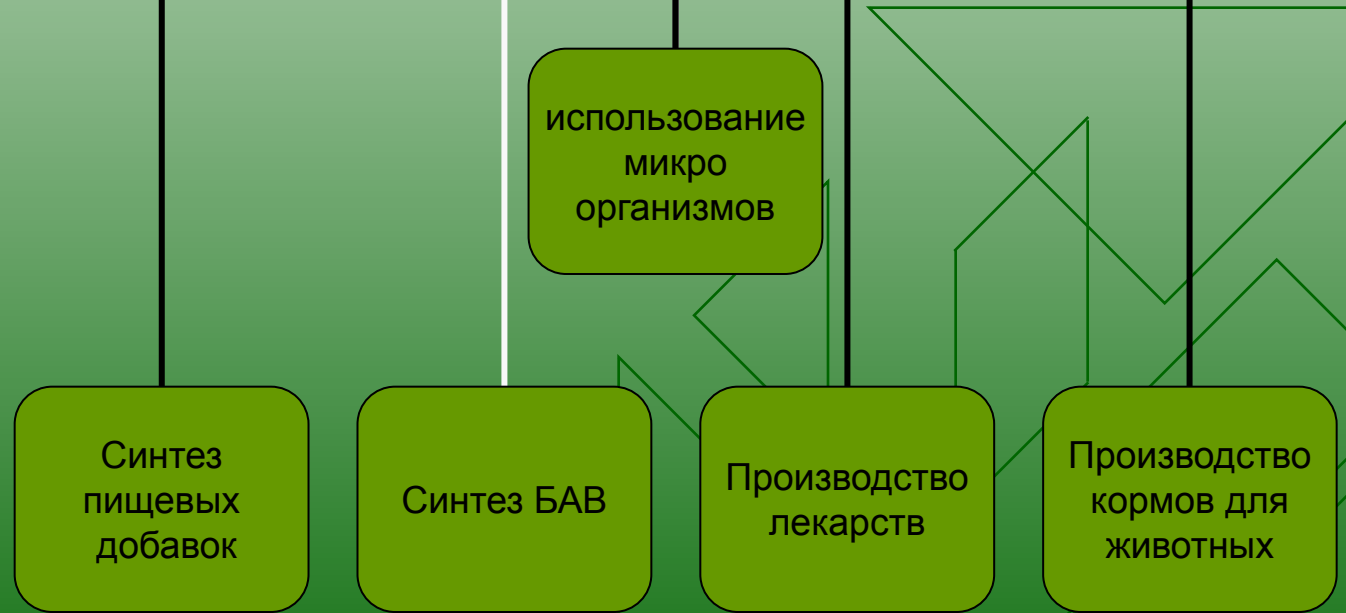 использование
микро
организмов
Синтез
пищевых
добавок
Синтез БАВ
Производство
лекарств
Производство
кормов для
животных